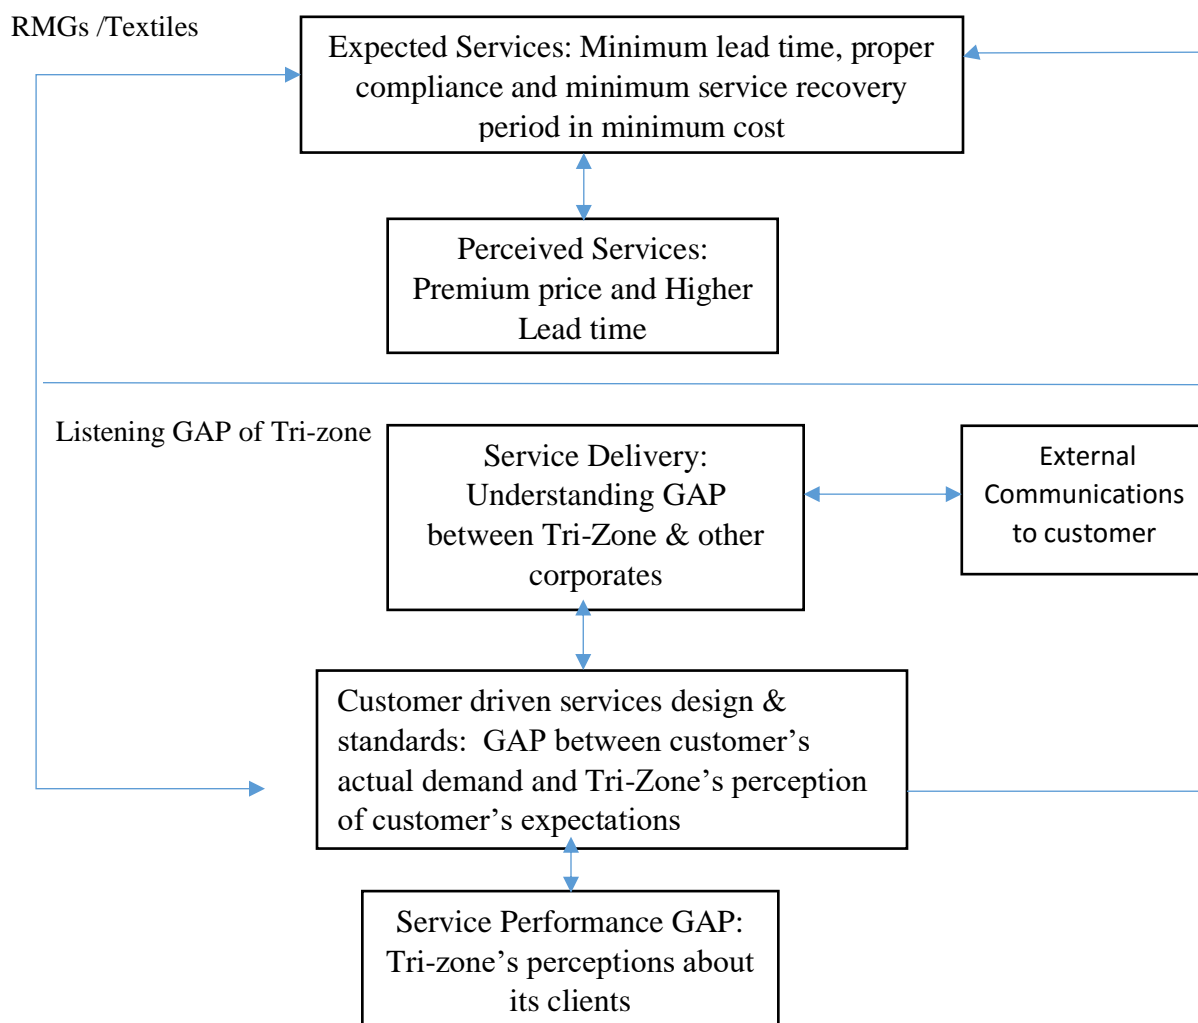 RMGs /Textiles
Expected Services: Minimum lead time, proper
compliance and minimum service recovery
period in minimum cost
Perceived Services:
Premium price and Higher
Lead time
Listening GAP of Tri-zone
Service Delivery:
Understanding GAP
between Tri-Zone & other
corporates
External
Communications
to customer
Customer driven services design &
standards:  GAP between customer’s
actual demand and Tri-Zone’s perception
of customer’s expectations
Service Performance GAP:
Tri-zone’s perceptions about
its clients